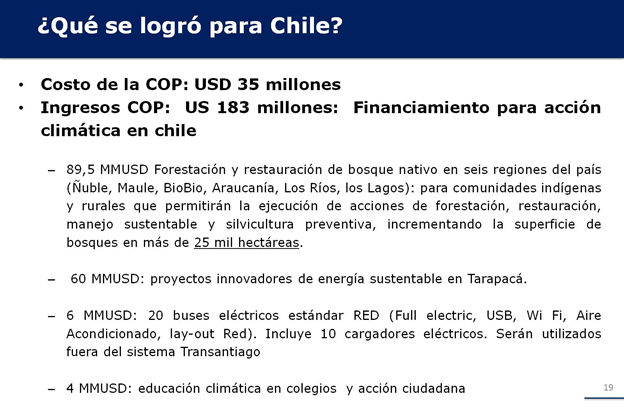 ¿Qué se logró para Chile?
• Costo de la COP: USD 35 millones
• Ingresos COP: US 183 millones: Financiamiento para acción
climática en chile
– 89,5 MMUSD Forestación y restauración de bosque nativo en seis regiones del país
(Ñuble, Maule, BioBio, Araucanía, Los Ríos, los Lagos): para comunidades indígenas
y rurales que permitirán la ejecución de acciones de forestación, restauración,
manejo sustentable y silvicultura preventiva, incrementando la superficie de
bosques en más de 25 mil hectáreas.
– 60 MMUSD: proyectos innovadores de energía sustentable en Tarapacá.
– 6 MMUSD: 20 buses eléctricos estándar RED (Full electric, USB, Wi Fi, Aire
Acondicionado, lay-out Red). Incluye 10 cargadores eléctricos. Serán utilizados
fuera del sistema Transantiago
– 4 MMUSD: educación climática en colegios y acción ciudadana
19